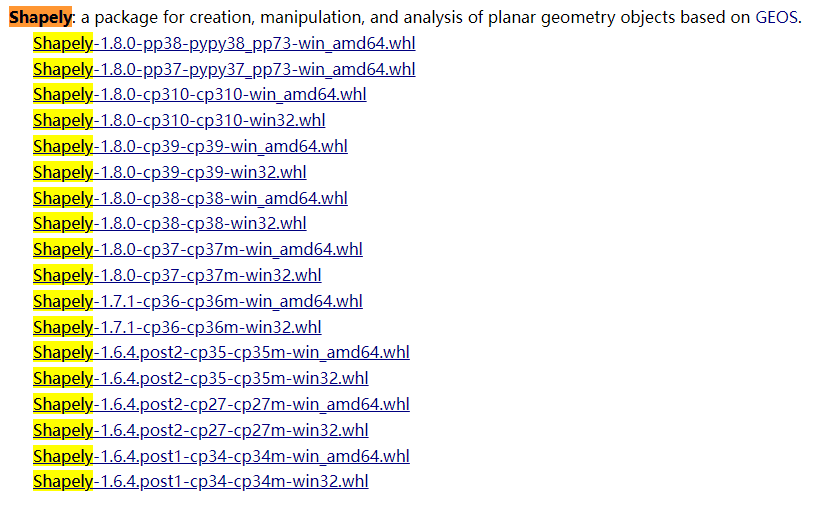 Shapely: a package for creation, manipulation, and analysis of planar geometry objects based on GEOS.
Shapely-1.8.0-pp38-pypy38_pp73-win_amd64.whl
Shapely-1.8.0-pp37-pypy37_pp73-win_amd64.whl
Shapely-1.8.0-cp310-cp310-win_amd64.whl
Shapely-1.8.0-cp310-cp310-win32.whl
Shapely-1.8.0-cp39-cp39-win_amd64.whl
Shapely-1.8.0-cp39-cp39-win32.whl
Shapely-1.8.0-cp38-cp38-win_amd64.whl
Shapely-1.8.0-cp38-cp38-win32.whl
Shapely-1.8.0-cp37-cp37m-win_amd64.whl
Shapely-1.8.0-cp37-cp37m-win32.whl
Shapely-1.7.1-cp36-cp36m-win_amd64.whl
Shapely-1.7.1-cp36-cp36m-win32.whl
Shapely-1.6.4.post2-cp35-cp35m-win_amd64.whl
Shapely-1.6.4.post2-cp35-cp35m-win32.whl
Shapely-1.6.4.post2-cp27-cp27m-win_amd64.whl
Shapely-1.6.4.post2-cp27-cp27m-win32.whl
Shapely-1.6.4.post1-cp34-cp34m-win_amd64.whl
Shapely-1.6.4.post1-cp34-cp34m-win32.whl